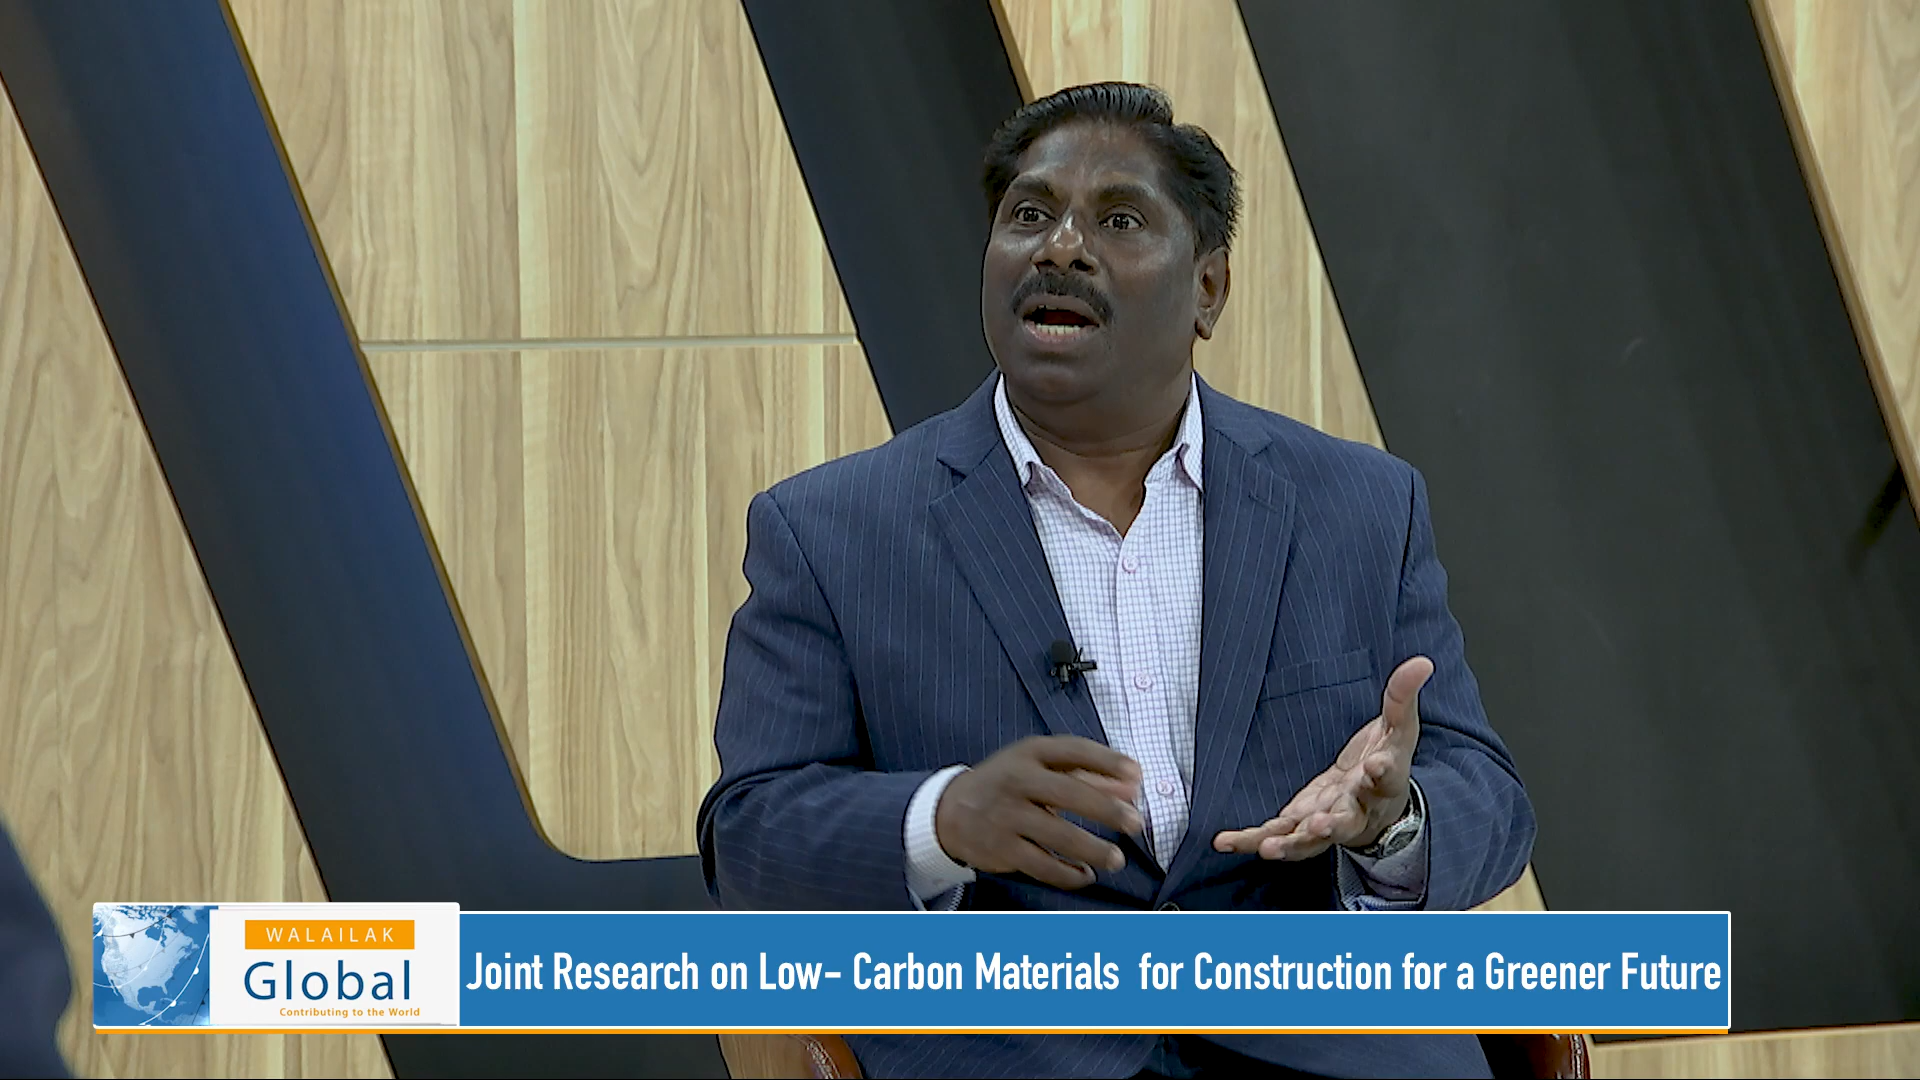 WALAILAK
Global
Contributing to the World
Joint Research on Low- Carbon Materials  for Construction for a Greener Future